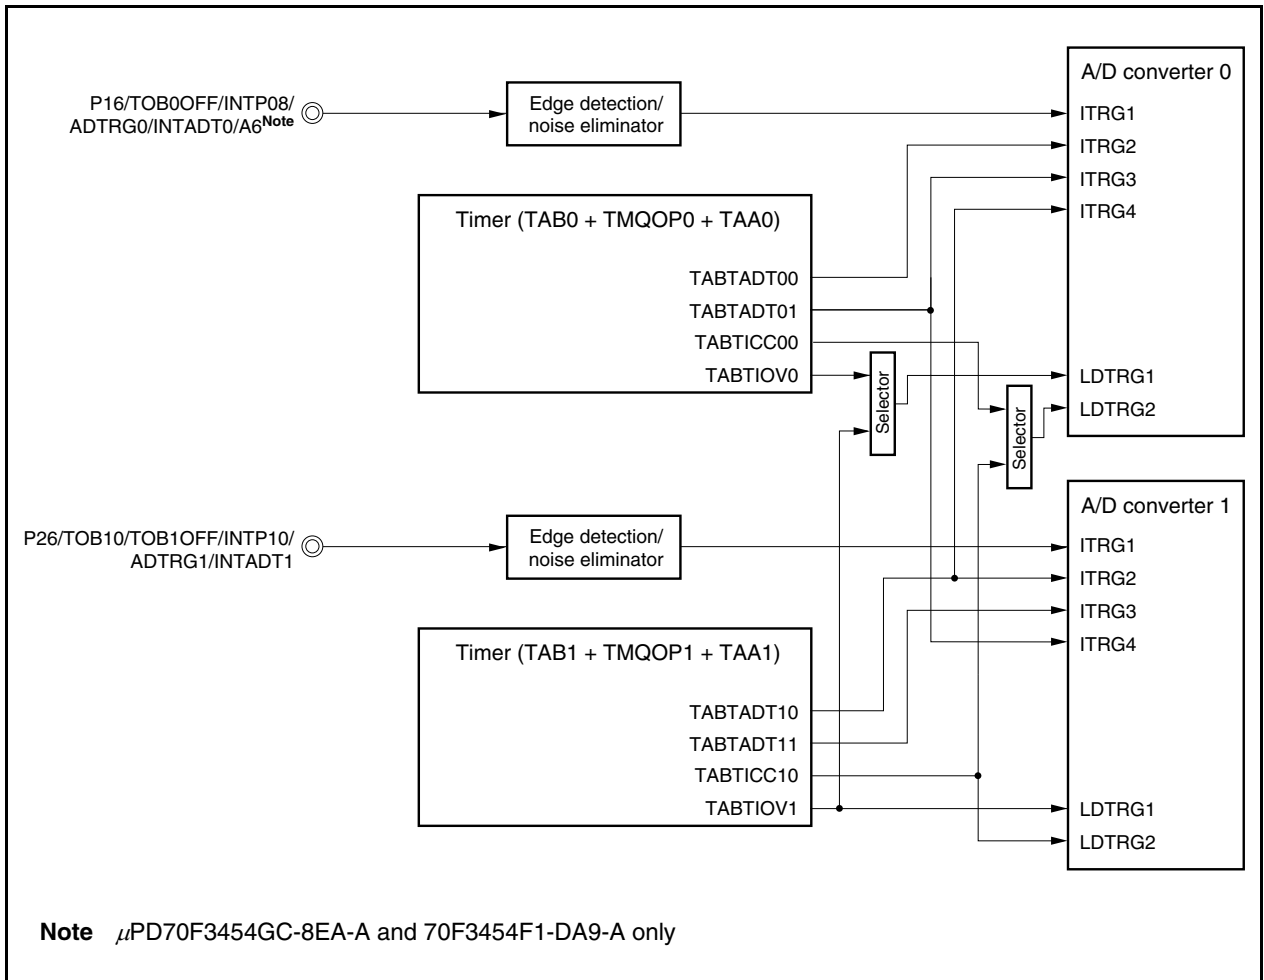 A/D converter 0
P16/TOB0OFF/INTP08/
ADTRG0/INTADT0/A6Note
Edge detection/
noise eliminator
ITRG1
ITRG2
ITRG3
ITRG4
Timer (TAB0 + TMQOP0 + TAA0)
TABTADT00
TABTADT01
TABTICC00
TABTIOV0
Selector
LDTRG1
LDTRG2
Selector
A/D converter 1
P26/TOB10/TOB1OFF/INTP10/
ADTRG1/INTADT1
Edge detection/
noise eliminator
ITRG1
ITRG2
ITRG3
ITRG4
Timer (TAB1 + TMQOP1 + TAA1)
TABTADT10
TABTADT11
TABTICC10
TABTIOV1
LDTRG1
LDTRG2
Note μPD70F3454GC-8EA-A and 70F3454F1-DA9-A only